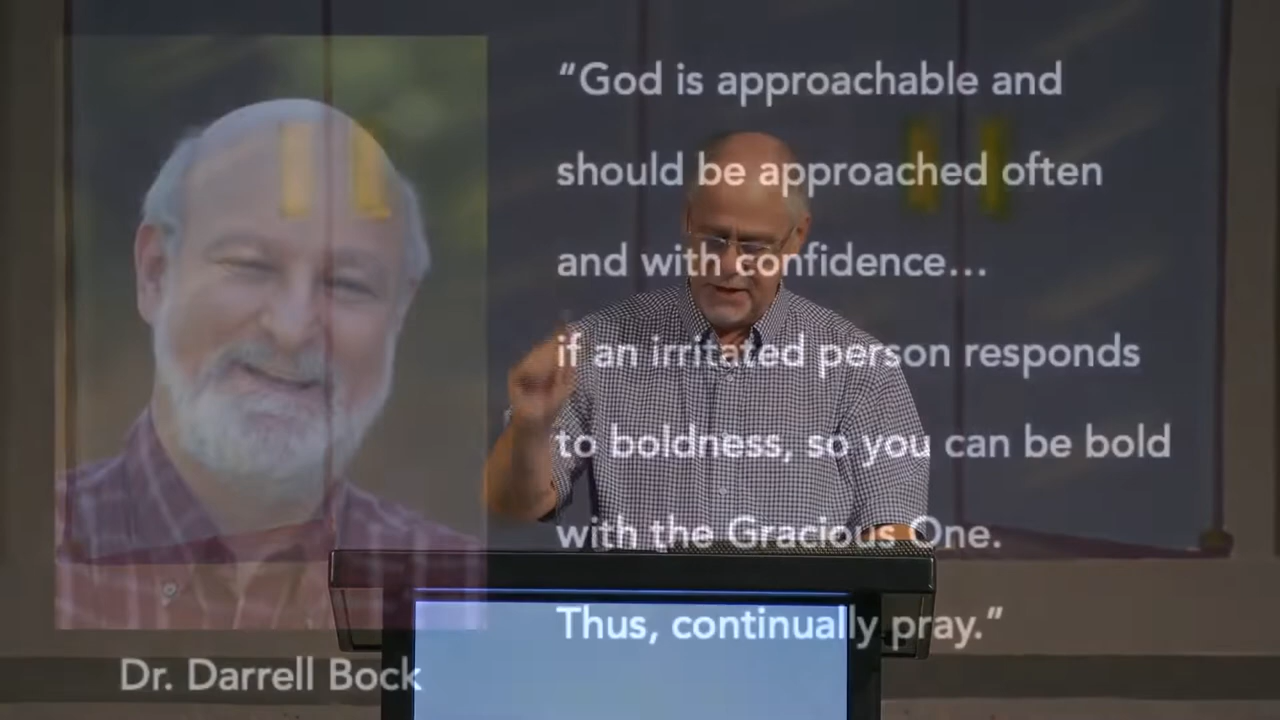 “God is approachable and
should be approached often
and with confidence…
if an irritated person responds
to boldness, so you can be bold
with the Gracious One.
Thus, continually pray.”
Dr. Darrell Bock